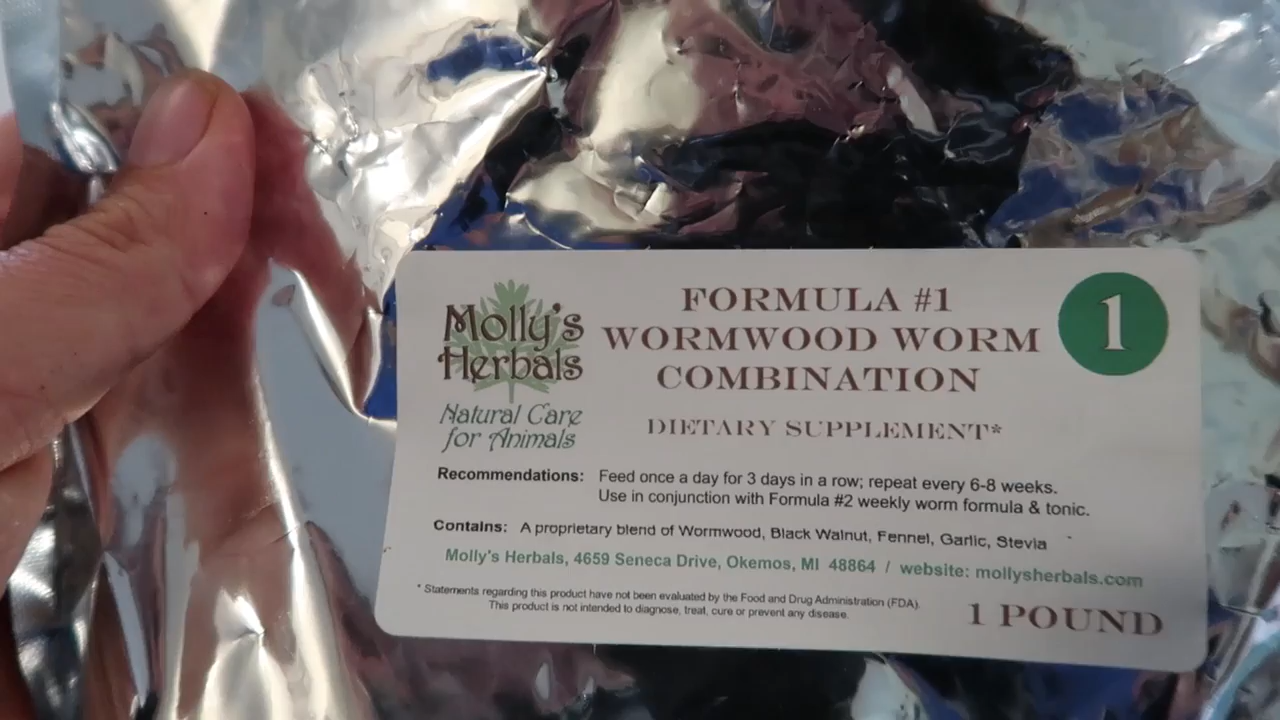 Molly's
Herbals
Natural Care
for Animals
FORMULA #1
WORMWOOD WORM
COMBINATION
1
DIETARY SUPPLEMENT*
Recommendations: Feed once a day for 3 days in a row; repeat every 6-8 weeks.
Use in conjunction with Formula #2 weekly worm formula & tonic.
Contains: A proprietary blend of Wormwood, Black Walnut, Fennel, Garlic, Stevia
Molly's Herbals, 4659 Seneca Drive, Okemos, MI 48864 / website: mollysherbals.com
* Statements regarding this product have not been evaluated by the Food and Drug Administration (FDA).
This product is not intended to diagnose, treat, cure or prevent any disease.
1 POUND